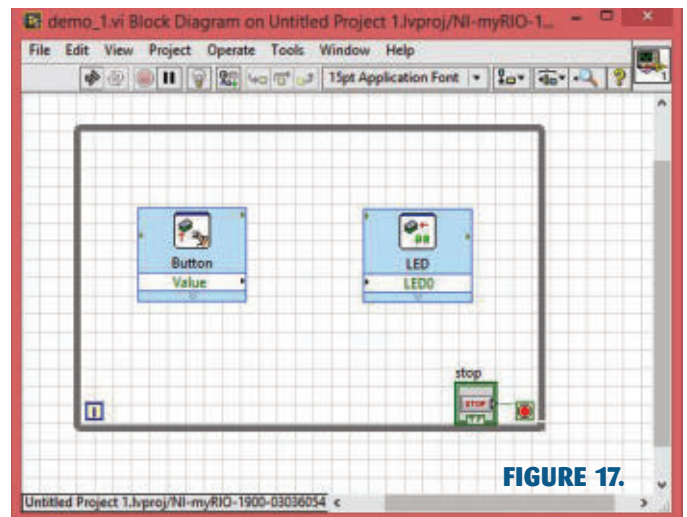 demo_1.vi Block Diagram on Untitled Project 1.lvproj/NI-myRIO-1...
File Edit View Project Operate Tools Window Help
15pt Application Font
Button
Value
LED
LED0
stop
STOP
i
FIGURE 17.
Untitled Project 1.lvproj/NI-myRIO-1900-03036054